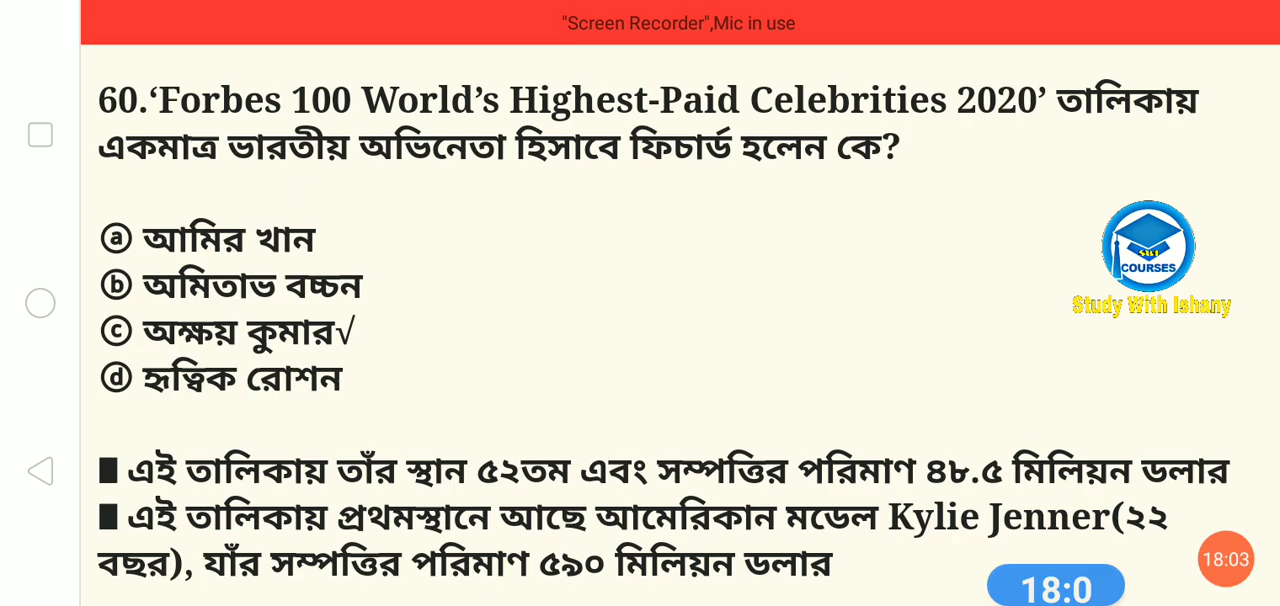 "Screen Recorder",Mic in use
60.‘Forbes 100 World’s Highest-Paid Celebrities 2020’ তালিকায়
একমাত্র ভারতীয় অভিনেতা হিসাবে ফিচার্ড হলেন কে?
ⓐ আমির খান
ⓑ অমিতাভ বচ্চন
ⓒ অক্ষয় কুমার√
ⓓ হৃত্বিক রোশন
COURSES
Study With Ishany
■ এই তালিকায় তাঁর স্থান ৫২তম এবং সম্পত্তির পরিমাণ ৪৮.৫ মিলিয়ন ডলার
■ এই তালিকায় প্রথমস্থানে আছে আমেরিকান মডেল Kylie Jenner(২২
বছর), যাঁর সম্পত্তির পরিমাণ ৫৯০ মিলিয়ন ডলার
18:03
18:0